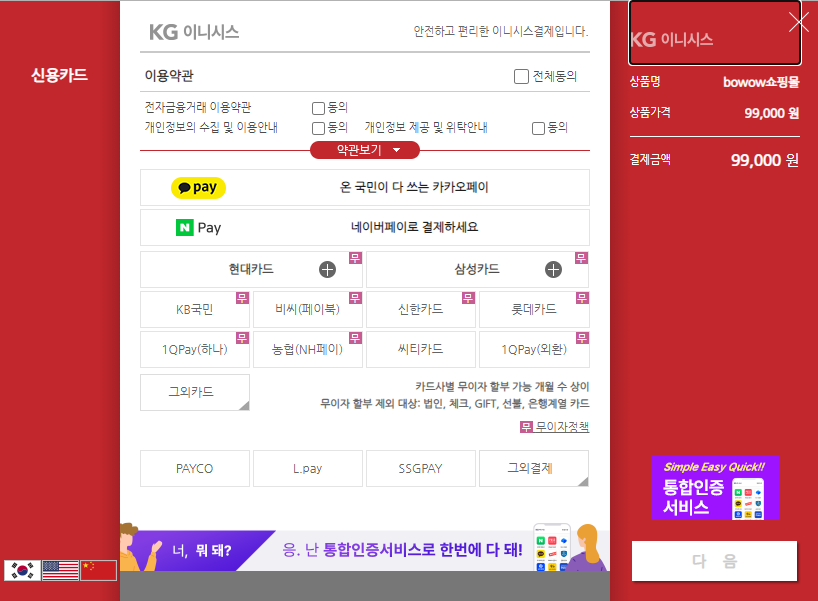 신용카드
KG 이니시스
안전하고 편리한 이니시스결제입니다.
이용약관
전체동의
전자금융거래 이용약관
동의
개인정보의 수집 및 이용안내
동의
개인정보 제공 및 위탁안내
동의
약관보기
pay
온 국민이 다 쓰는 카카오페이
N Pay
네이버페이로 결제하세요
현대카드
무
삼성카드
무
KB국민
무
비씨(페이북)
무
신한카드
무
롯데카드
무
1QPay(하나)
무
농협(NH페이)
무
씨티카드
1QPay(외환)
무
그외카드
카드사별 무이자 할부 가능 개월 수 상이
무이자 할부 제외 대상: 법인, 체크, GIFT, 선불, 은행계열 카드
무 무이자정책
PAYCO
L.pay
SSGPAY
그외결제
너, 뭐 돼?
응. 난 통합인증서비스로 한번에 다 돼!
KG 이니시스
상품명
bowow쇼핑몰
상품가격
99,000 원
결제금액
99,000 원
Simple Easy Quick!!
통합인증
서비스
다 음